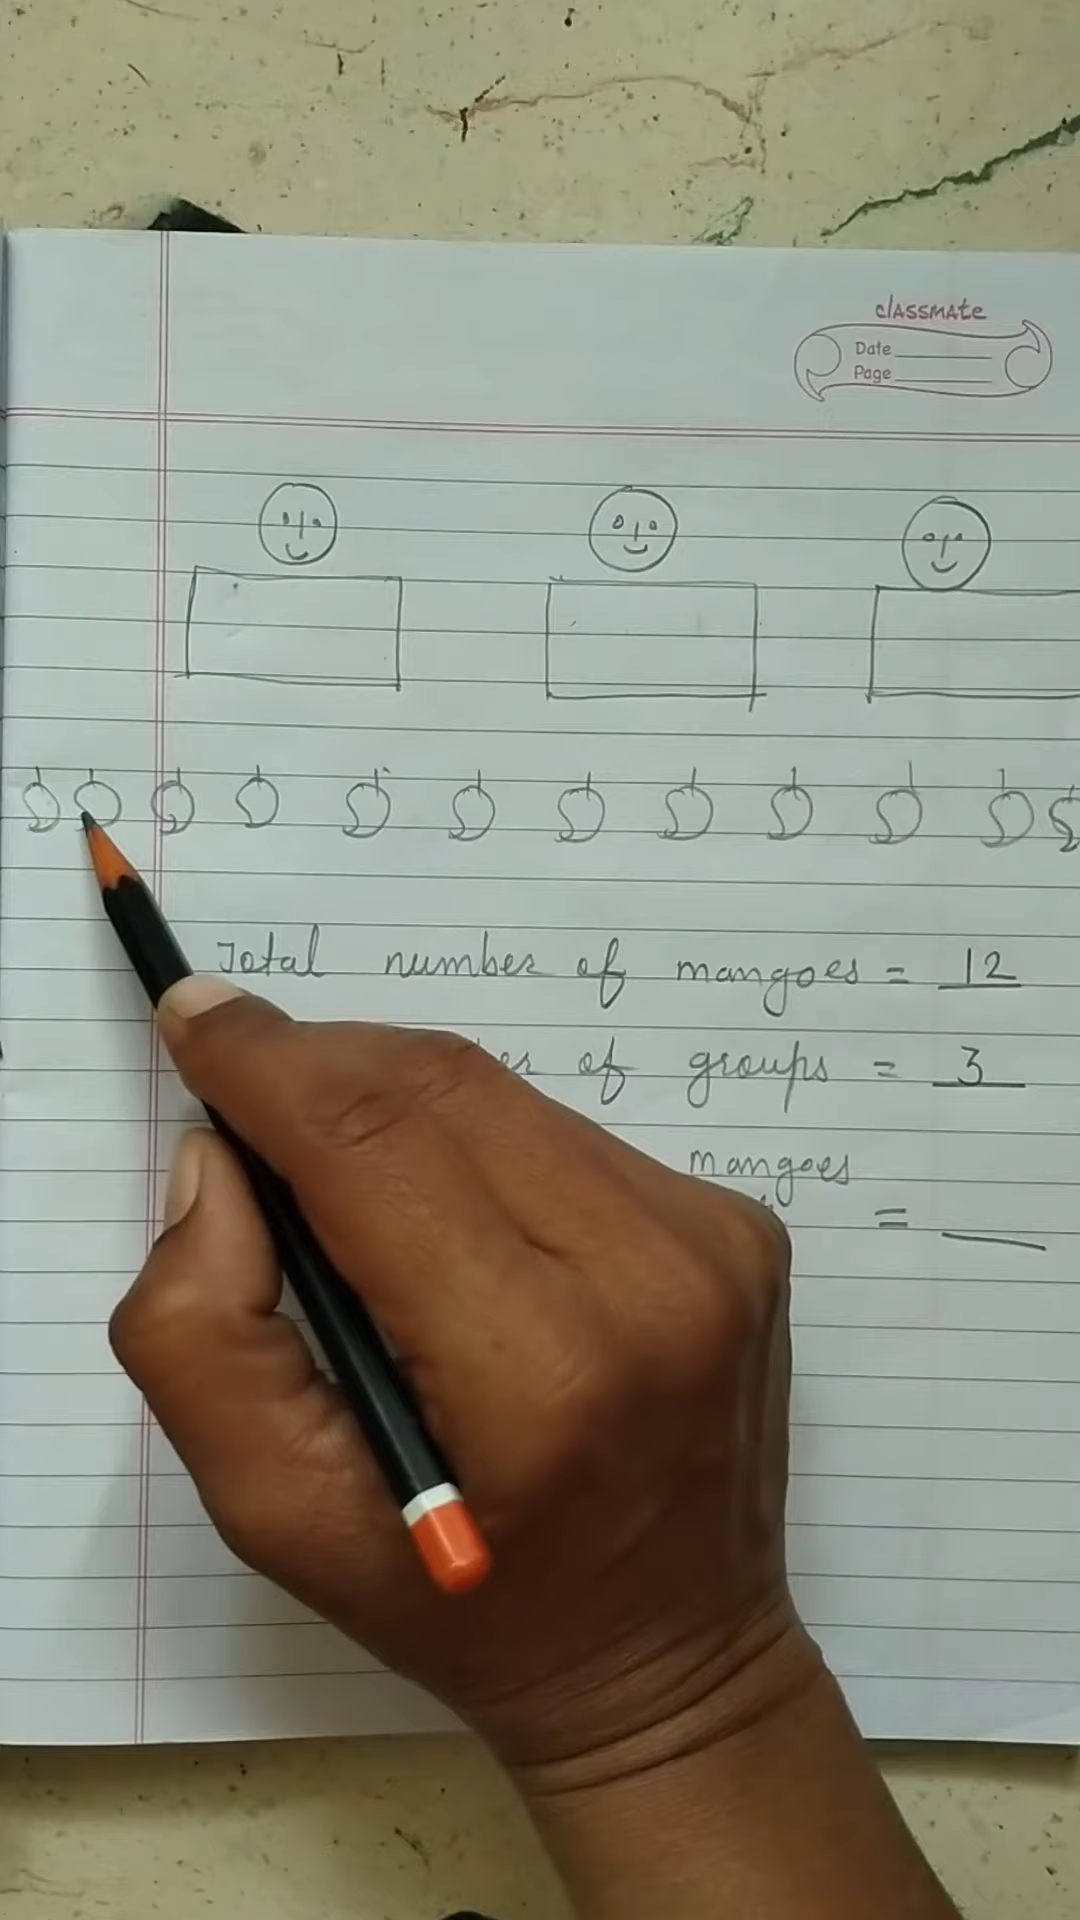 classmate
Date
Page
Total number of mangoes = 12
of groups = 3
mangoes
=